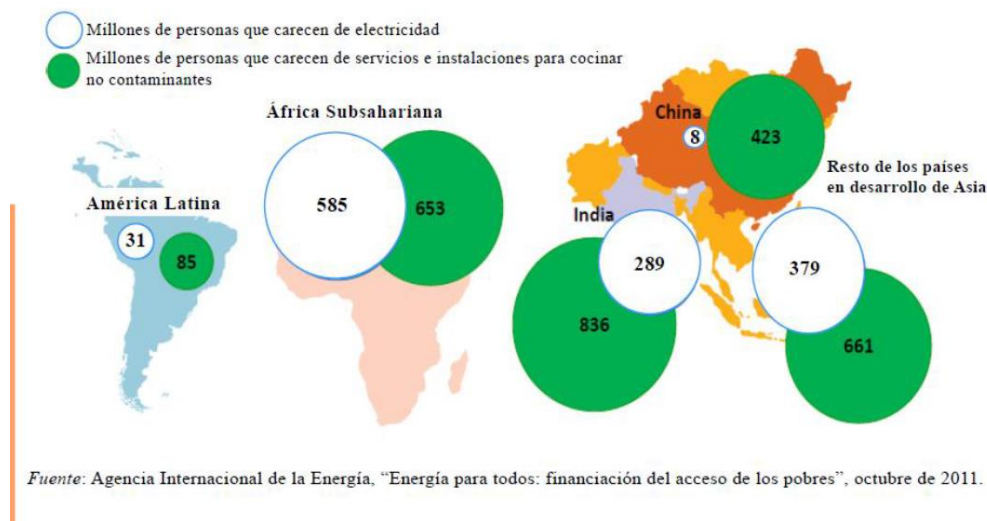 Millones de personas que carecen de electricidad
Millones de personas que carecen de servicios e instalaciones para cocinar
no contaminantes
África Subsahariana
China
8
423
Resto de los países
en desarrollo de Asia
América Latina
585
653
31
85
India
289
379
836
661
Fuente: Agencia Internacional de la Energía, “Energía para todos: financiación del acceso de los pobres”, octubre de 2011.